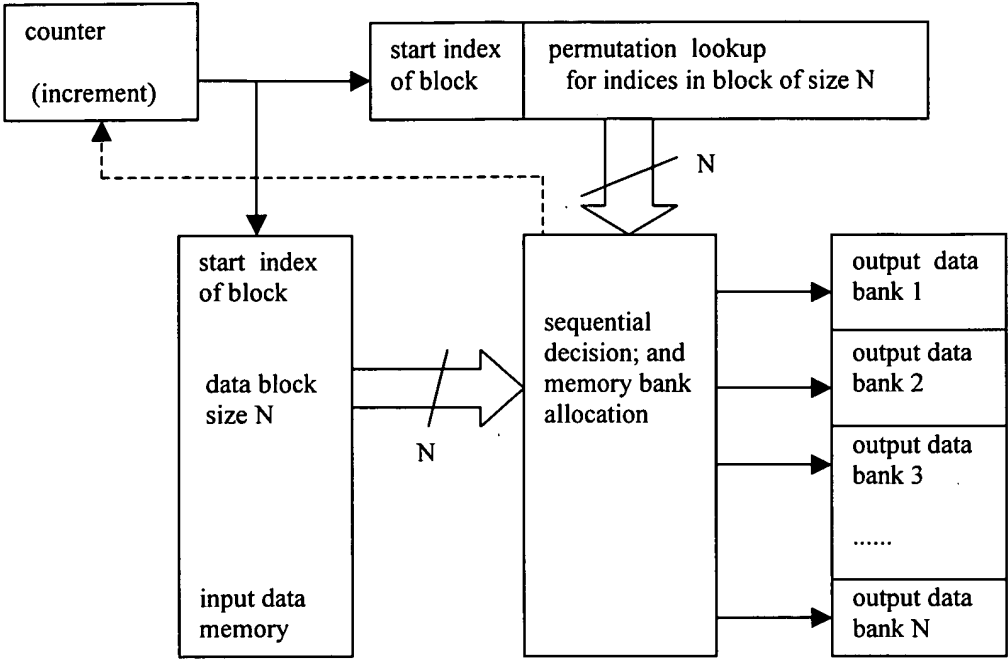 counter
(increment)
start index
of block
permutation lookup
for indices in block of size N
N
start index
of block
data block
size N
input data
memory
N
sequential
decision; and
memory bank
allocation
output data
bank 1
output data
bank 2
output data
bank 3
......
output data
bank N